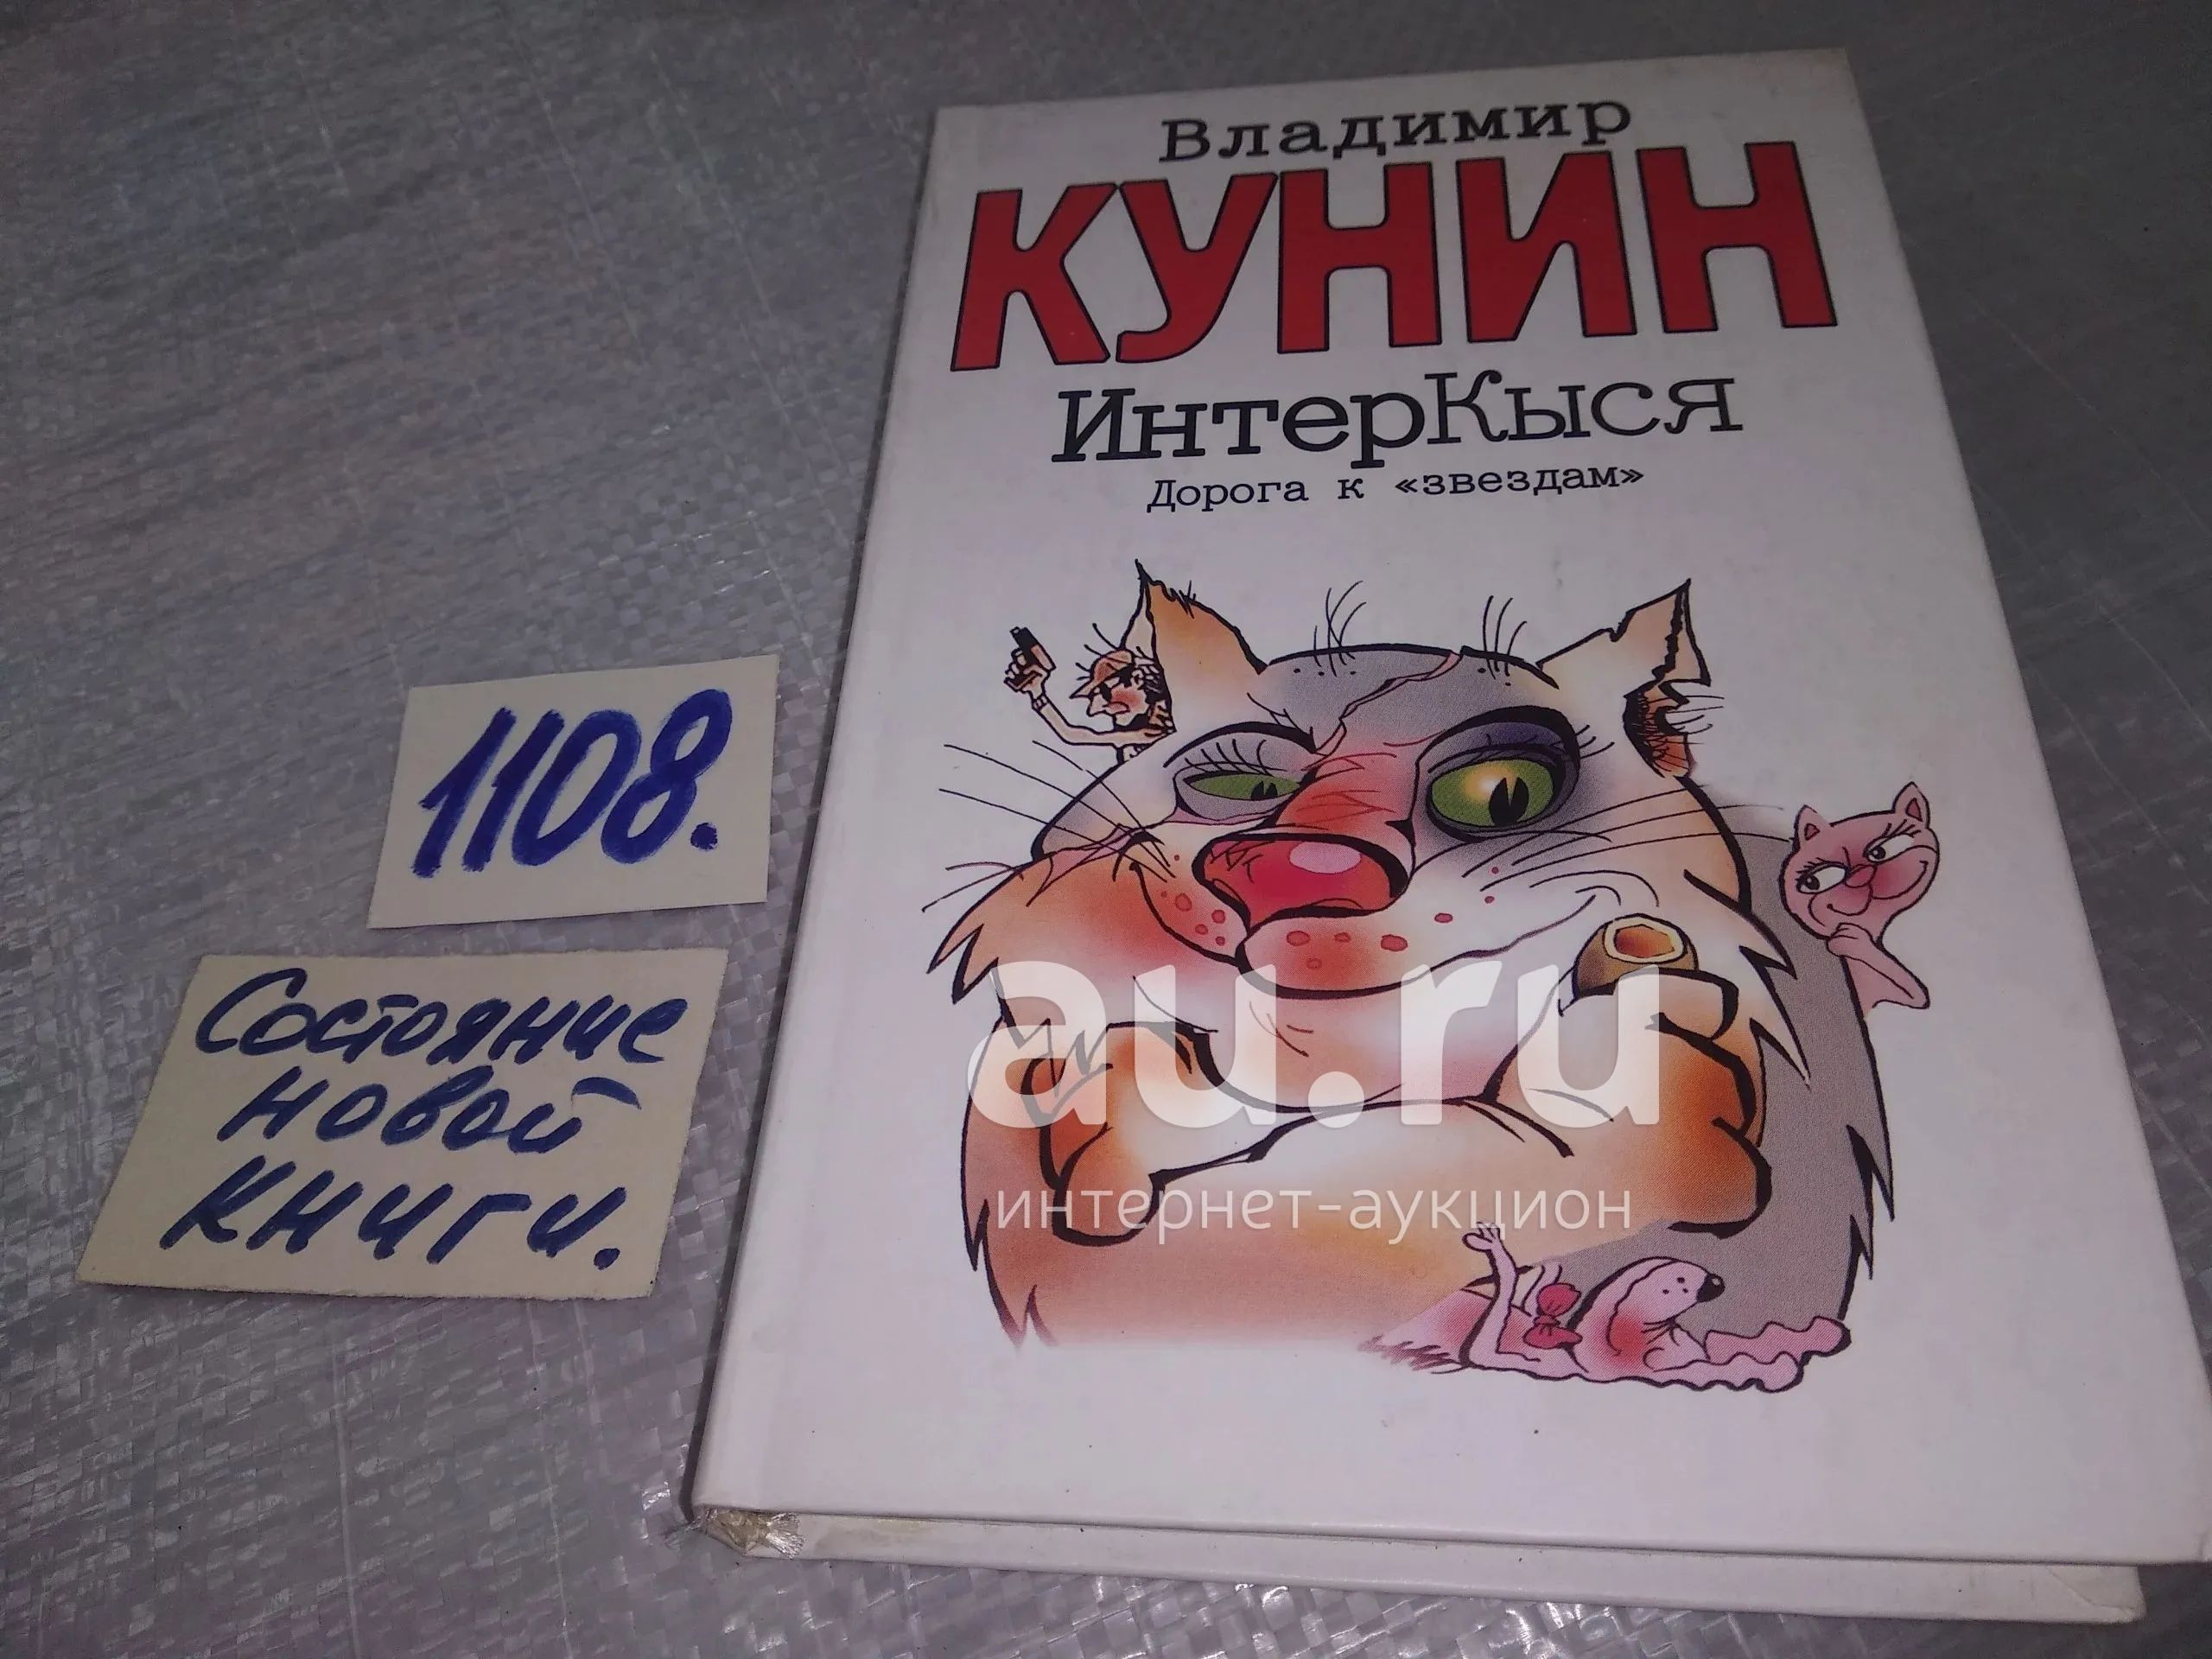 Владимир
КУНИН
ИнтерКыся
Дорога к «звездам»
1108.
Состояние
новой
книги.
au.ru
интернет-аукцион